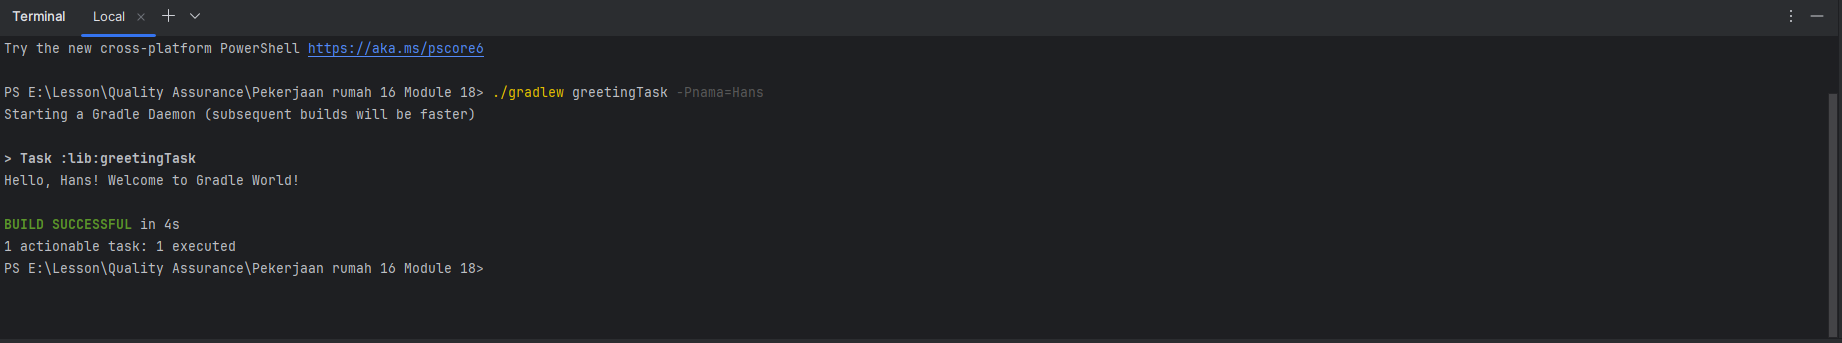 Terminal Local
Try the new cross-platform PowerShell https://aka.ms/pscore6
PS E:\Lesson\Quality Assurance\Pekerjaan rumah 16 Module 18> ./gradlew greetingTask -Pnama=Hans
Starting a Gradle Daemon (subsequent builds will be faster)
> Task :lib:greetingTask
Hello, Hans! Welcome to Gradle World!
BUILD SUCCESSFUL in 4s
1 actionable task: 1 executed
PS E:\Lesson\Quality Assurance\Pekerjaan rumah 16 Module 18>